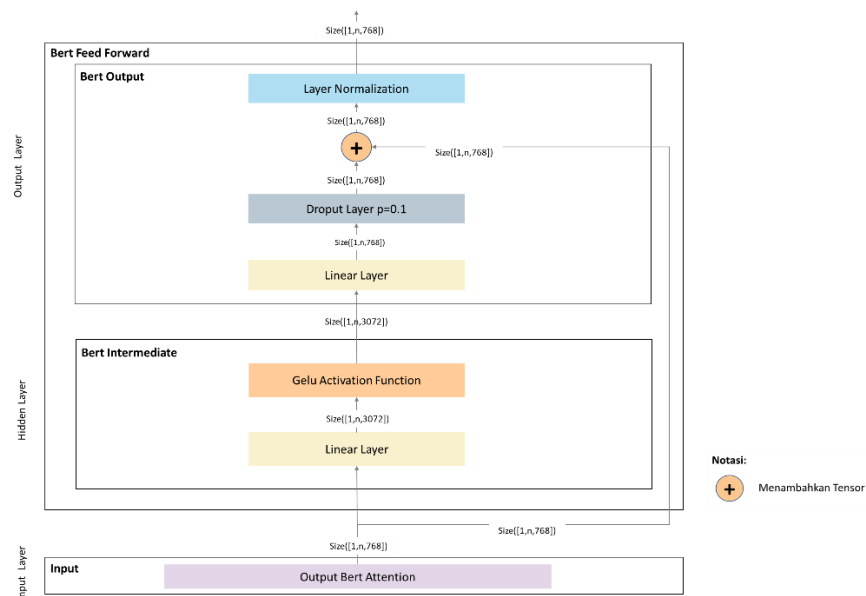 Size([1,n,768])
Bert Feed Forward
Bert Output
Layer Normalization
Size([1,n,768])
+
Size([1,n,768])
Size([1,n,768])
Droput Layer p=0.1
Size([1,n,768])
Linear Layer
Output Layer
Size([1,n,3072])
Bert Intermediate
Gelu Activation Function
Size([1,n,3072])
Linear Layer
Hidden Layer
Notasi:
+
Menambahkan Tensor
Size([1,n,768])
Size([1,n,768])
Input
Output Bert Attention
nput Layer